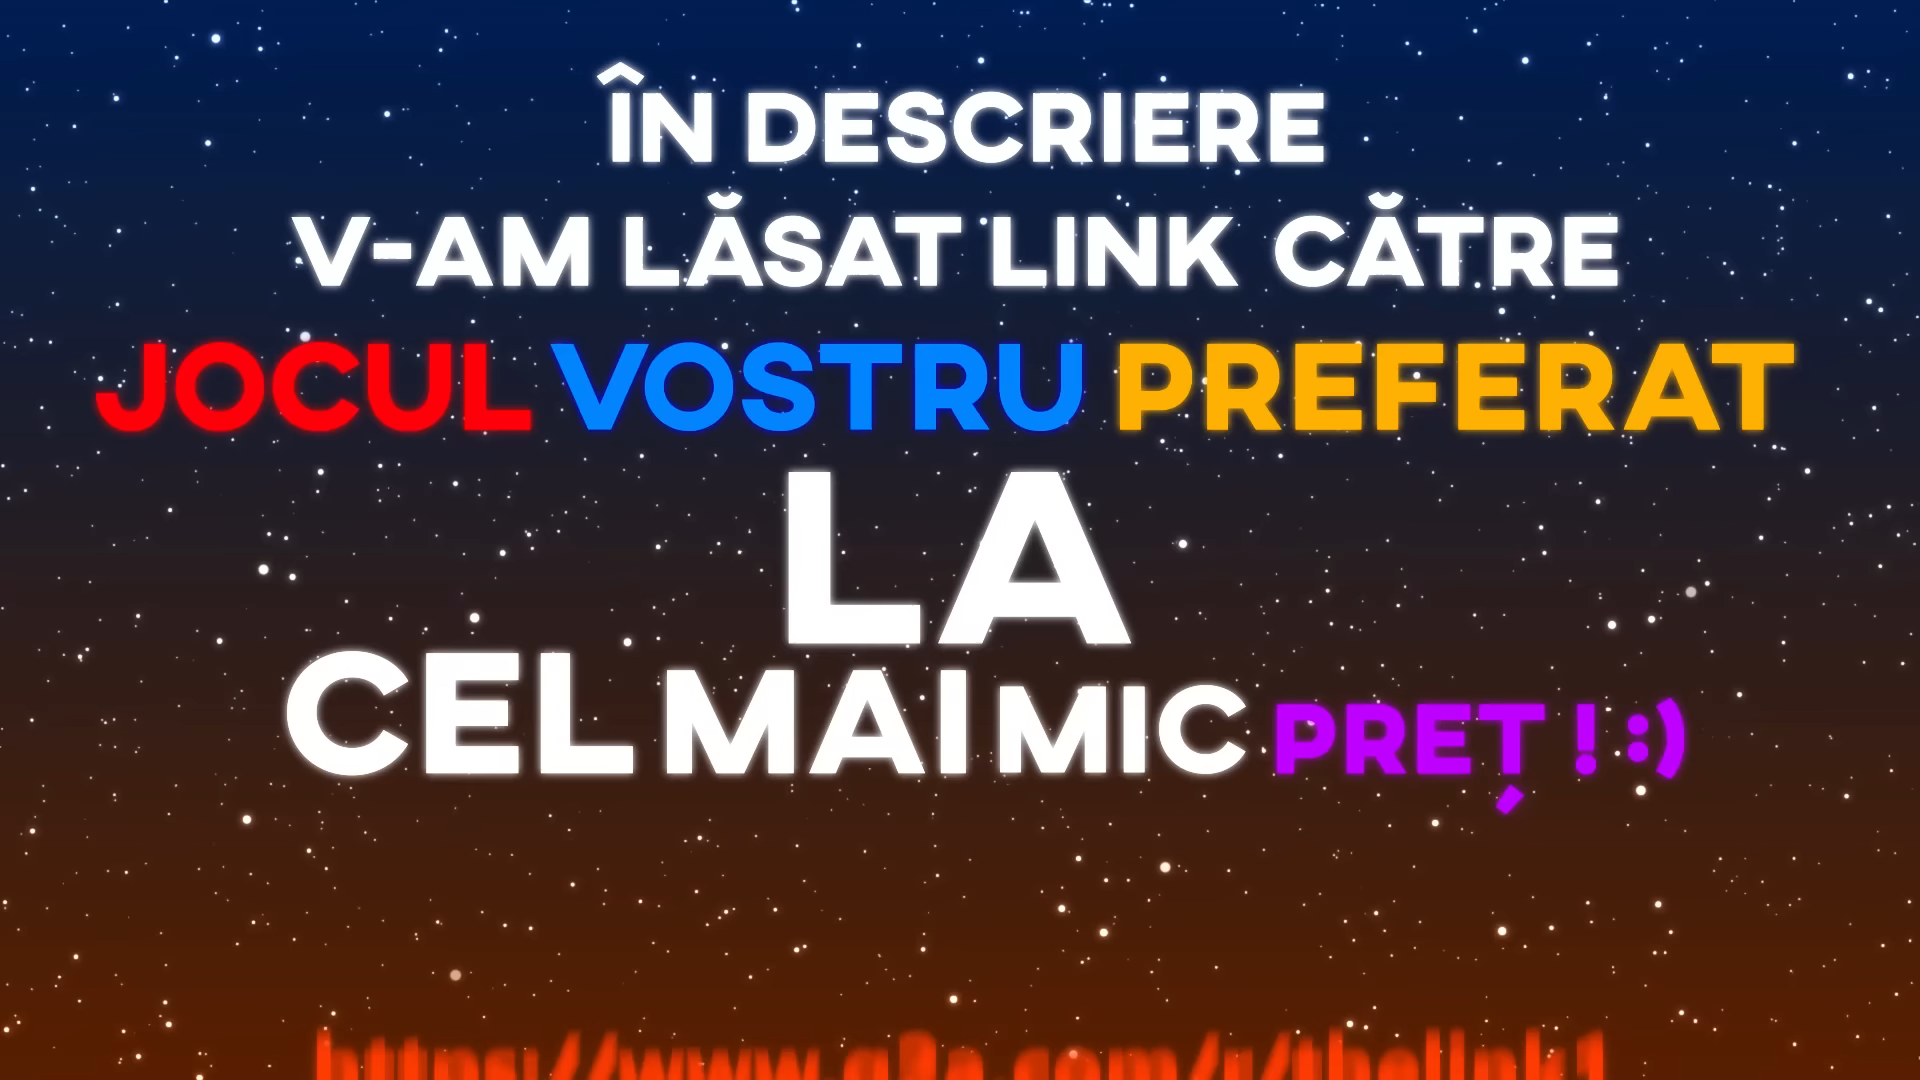 ÎN DESCRIERE
V-AM LĂSAT LINK CĂTRE
JOCUL VOSTRU PREFERAT
LA
CEL MAI MIC PREȚ ! :)